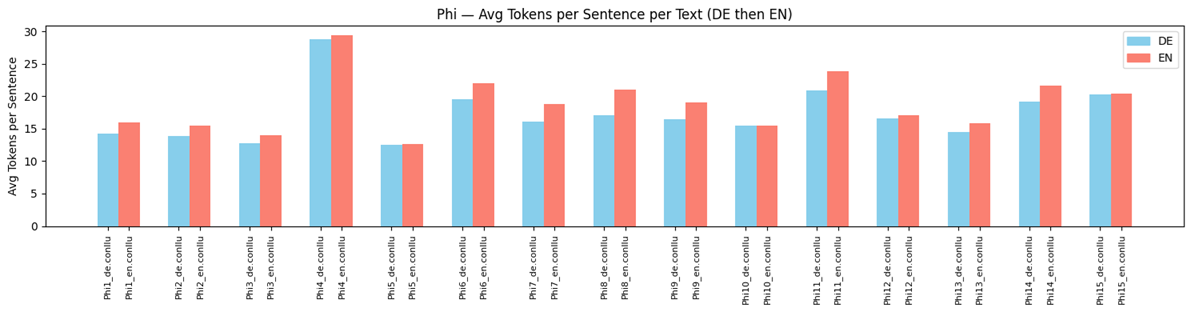 Phi — Avg Tokens per Sentence per Text (DE then EN)
DE
EN
Avg Tokens per Sentence
30
25
20
15
10
5
0
Phi1_de.conllu
Phi1_en.conllu
Phi2_de.conllu
Phi2_en.conllu
Phi3_de.conllu
Phi3_en.conllu
Phi4_de.conllu
Phi4_en.conllu
Phi5_de.conllu
Phi5_en.conllu
Phi6_de.conllu
Phi6_en.conllu
Phi7_de.conllu
Phi7_en.conllu
Phi8_de.conllu
Phi8_en.conllu
Phi9_de.conllu
Phi9_en.conllu
Phi10_de.conllu
Phi10_en.conllu
Phi11_de.conllu
Phi11_en.conllu
Phi12_de.conllu
Phi12_en.conllu
Phi13_de.conllu
Phi13_en.conllu
Phi14_de.conllu
Phi14_en.conllu
Phi15_de.conllu
Phi15_en.conllu